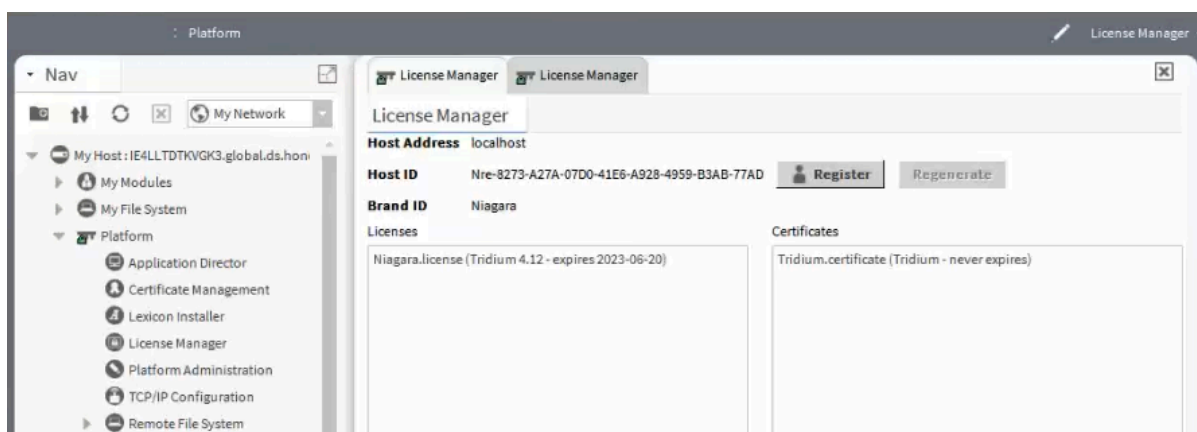 : Platform
License Manager
Nav
My Network
My Host : IE4LLTDTKVGK3.global.ds.hon
My Modules
My File System
Platform
Application Director
Certificate Management
Lexicon Installer
License Manager
Platform Administration
TCP/IP Configuration
Remote File System
License Manager License Manager
License Manager
Host Address localhost
Host ID Nre-8273-A27A-07D0-41E6-A928-4959-B3AB-77AD Register Regenerate
Brand ID Niagara
Licenses
Niagara.license (Tridium 4.12 - expires 2023-06-20)
Certificates
Tridium.certificate (Tridium - never expires)